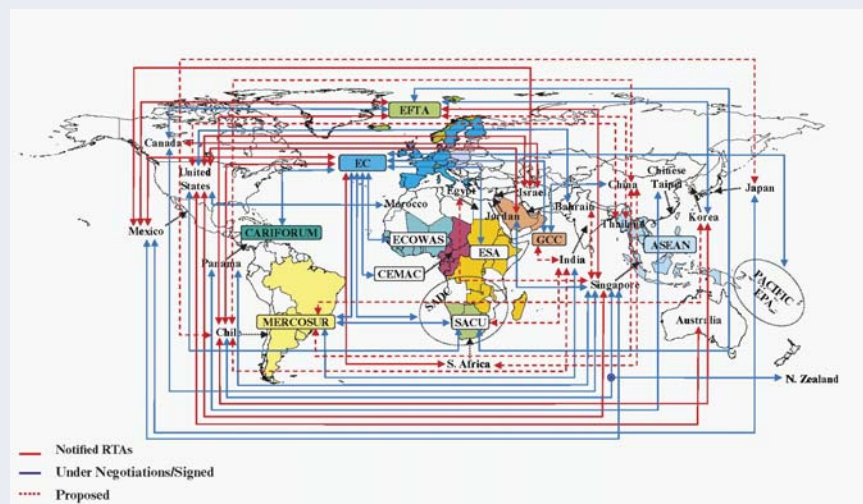 EFTA
Canada
EC
United
States
Egypt
Israel
China
Chinese
Taipei
Japan
Morocco
Jordan
Bahrain
Thailand
Korea
Mexico
CARIFORUM
ECOWAS
GCC
ASEAN
Panama
ESA
India
CEMAC
Singapore
PACIFIC
EPA
SADC
MERCOSUR
SACU
Australia
Chile
S. Africa
N. Zealand
Notified RTAs
Under Negotiations/Signed
Proposed